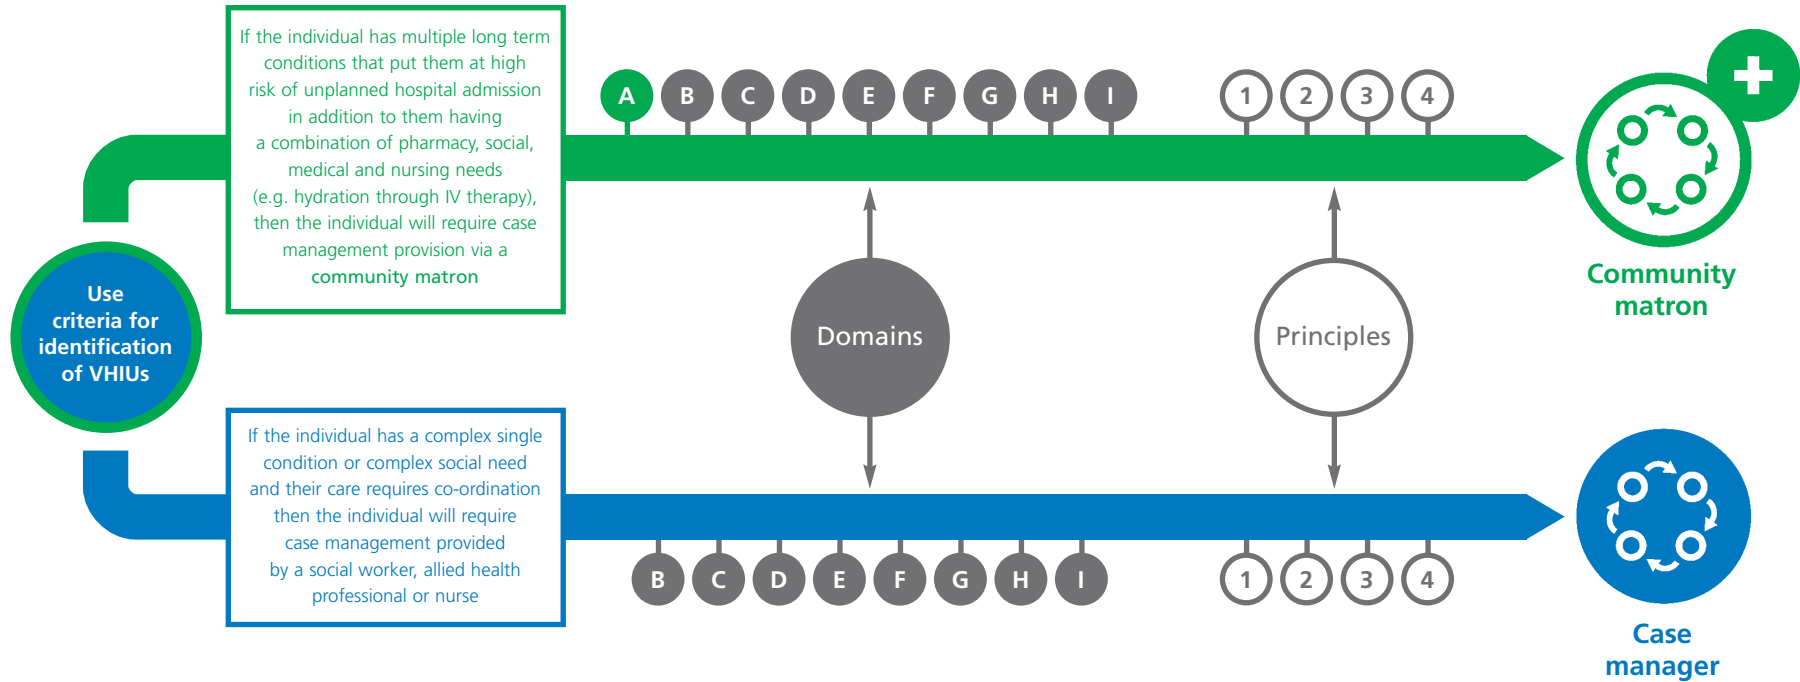 If the individual has multiple long term
conditions that put them at high
risk of unplanned hospital admission
in addition to them having
a combination of pharmacy, social,
medical and nursing needs
(e.g. hydration through IV therapy),
then the individual will require case
management provision via a
community matron
A B C D E F G H I
1 2 3 4
Community
matron
Use
criteria for
identification
of VHIUs
Domains
Principles
If the individual has a complex single
condition or complex social need
and their care requires co-ordination
then the individual will require
case management provided
by a social worker, allied health
professional or nurse
B C D E F G H I
1 2 3 4
Case
manager